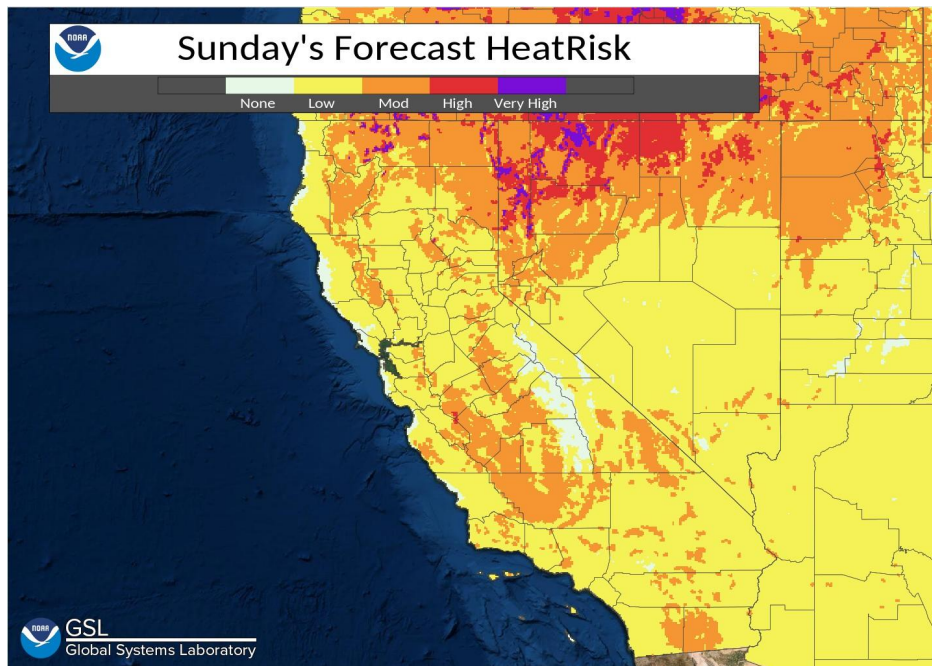 NOAA
Sunday's Forecast HeatRisk
None Low Mod High Very High
NOAA
GSL
Global Systems Laboratory